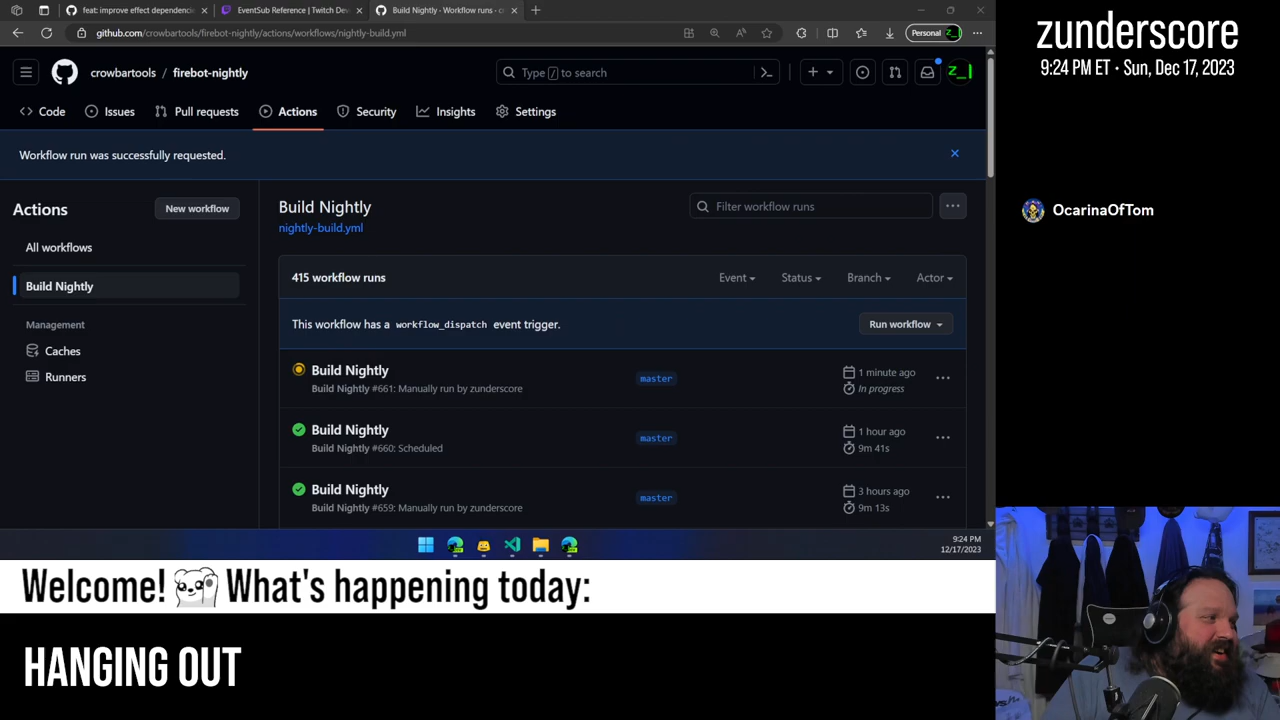 feat: improve effect dependenci
EventSub Reference | Twitch Dev
Build Nightly · Workflow runs · c
github.com/crowbartools/firebot-nightly/actions/workflows/nightly-build.yml
Personal
crowbartools / firebot-nightly
Type / to search
Code
Issues
Pull requests
Actions
Security
Insights
Settings
Workflow run was successfully requested.
Actions
New workflow
All workflows
Build Nightly
Management
Caches
Runners
Build Nightly
nightly-build.yml
Filter workflow runs
415 workflow runs
Event
Status
Branch
Actor
This workflow has a workflow_dispatch event trigger.
Run workflow
Build Nightly
Build Nightly #661: Manually run by zunderscore
master
1 minute ago
In progress
Build Nightly
Build Nightly #660: Scheduled
master
1 hour ago
9m 41s
Build Nightly
Build Nightly #659: Manually run by zunderscore
master
3 hours ago
9m 13s
9:24 PM
12/17/2023
Welcome! What's happening today:
HANGING OUT
zunderscore
9:24 PM ET • Sun, Dec 17, 2023
OcarinaOfTom